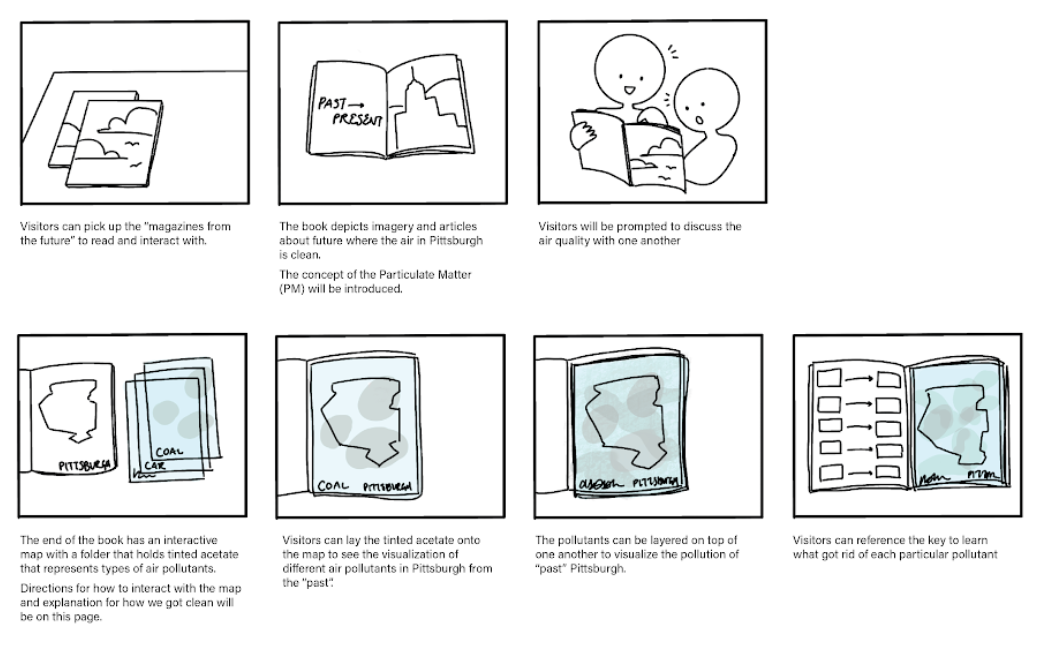 PAST →
PRESENT
Visitors can pick up the "magazines from
the future" to read and interact with.
The book depicts imagery and articles
about future where the air in Pittsburgh
is clean.
The concept of the Particulate Matter
(PM) will be introduced.
Visitors will be prompted to discuss the
air quality with one another
PITTSBURGH
COAL
CAR
COAL PITTSBURGH
PITTSBURGH
The end of the book has an interactive
map with a folder that holds tinted acetate
that represents types of air pollutants.
Directions for how to interact with the map
and explanation for how we got clean will
be on this page.
Visitors can lay the tinted acetate onto
the map to see the visualization of
different air pollutants in Pittsburgh from
the "past".
The pollutants can be layered on top of
one another to visualize the pollution of
"past" Pittsburgh.
Visitors can reference the key to learn
what got rid of each particular pollutant